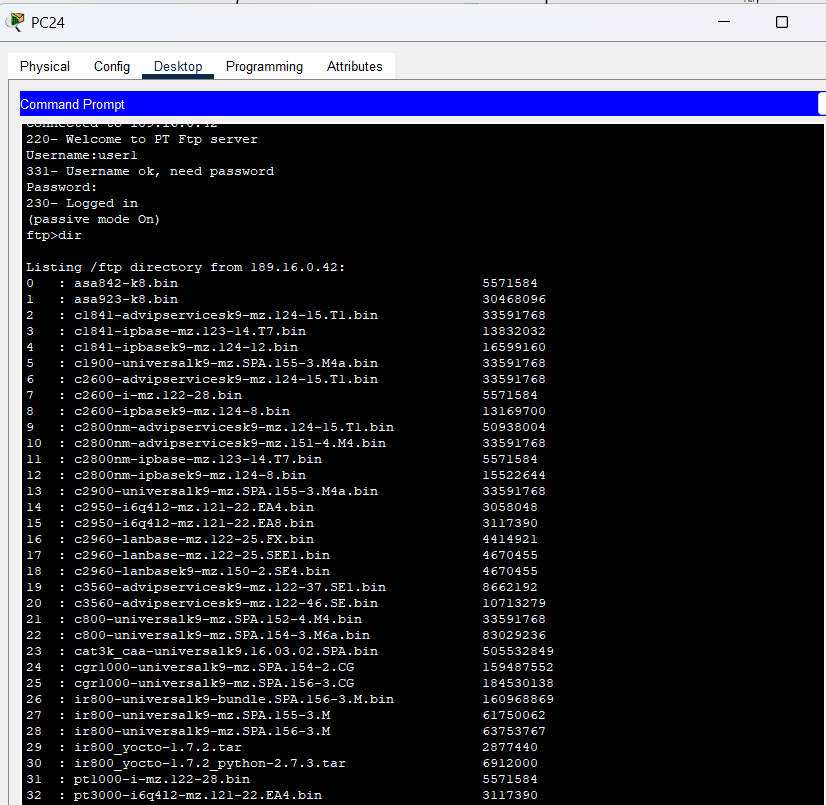 PC24
Physical Config Desktop Programming Attributes
Command Prompt
Connected to 189.16.0.42
220- Welcome to PT Ftp server
Username:user1
331- Username ok, need password
Password:
230- Logged in
(passive mode On)
ftp>dir
Listing /ftp directory from 189.16.0.42:
0 : asa842-k8.bin 5571584
1 : asa923-k8.bin 30468096
2 : c1841-advipservicesk9-mz.124-15.T1.bin 33591768
3 : c1841-ipbase-mz.123-14.T7.bin 13832032
4 : c1841-ipbasek9-mz.124-12.bin 16599160
5 : c1900-universalk9-mz.SPA.155-3.M4a.bin 33591768
6 : c2600-advipservicesk9-mz.124-15.T1.bin 33591768
7 : c2600-i-mz.122-28.bin 5571584
8 : c2600-ipbasek9-mz.124-8.bin 13169700
9 : c2800nm-advipservicesk9-mz.124-15.T1.bin 50938004
10 : c2800nm-advipservicesk9-mz.151-4.M4.bin 33591768
11 : c2800nm-ipbase-mz.123-14.T7.bin 5571584
12 : c2800nm-ipbasek9-mz.124-8.bin 15522644
13 : c2900-universalk9-mz.SPA.155-3.M4a.bin 33591768
14 : c2950-i6q4l2-mz.121-22.EA4.bin 3058048
15 : c2950-i6q4l2-mz.121-22.EA8.bin 3117390
16 : c2960-lanbase-mz.122-25.FX.bin 4414921
17 : c2960-lanbase-mz.122-25.SEE1.bin 4670455
18 : c2960-lanbasek9-mz.150-2.SE4.bin 4670455
19 : c3560-advipservicesk9-mz.122-37.SE1.bin 8662192
20 : c3560-advipservicesk9-mz.122-46.SE.bin 10713279
21 : c800-universalk9-mz.SPA.152-4.M4.bin 33591768
22 : c800-universalk9-mz.SPA.154-3.M6a.bin 83029236
23 : cat3k_caa-universalk9.16.03.02.SPA.bin 505532849
24 : cgr1000-universalk9-mz.SPA.154-2.CG 159487552
25 : cgr1000-universalk9-mz.SPA.156-3.CG 184530138
26 : ir800-universalk9-bundle.SPA.156-3.M.bin 160968869
27 : ir800-universalk9-mz.SPA.155-3.M 61750062
28 : ir800-universalk9-mz.SPA.156-3.M 63753767
29 : ir800_yocto-1.7.2.tar 2877440
30 : ir800_yocto-1.7.2_python-2.7.3.tar 6912000
31 : pt1000-i-mz.122-28.bin 5571584
32 : pt3000-i6q4l2-mz.121-22.EA4.bin 3117390